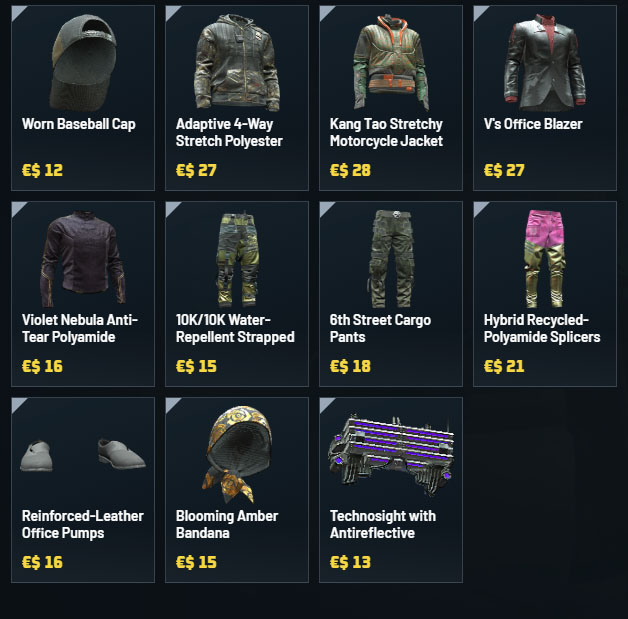 Worn Baseball Cap
€$ 12
Adaptive 4-Way
Stretch Polyester
€$ 27
Kang Tao Stretchy
Motorcycle Jacket
€$ 28
V's Office Blazer
€$ 27
Violet Nebula Anti-
Tear Polyamide
€$ 16
10K/10K Water-
Repellent Strapped
€$ 15
6th Street Cargo
Pants
€$ 18
Hybrid Recycled-
Polyamide Splicers
€$ 21
Reinforced-Leather
Office Pumps
€$ 16
Blooming Amber
Bandana
€$ 15
Technosight with
Antireflective
€$ 13